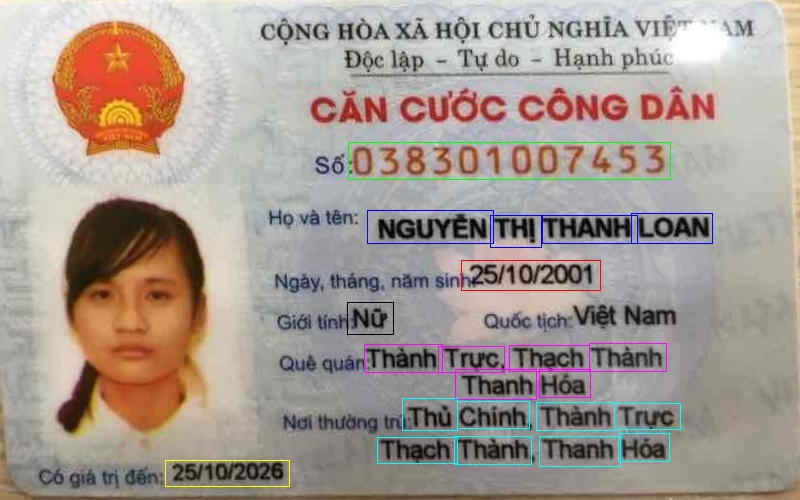 CỘNG HÒA XÃ HỘI CHỦ NGHĨA VIỆT NAM
Độc lập – Tự do – Hạnh phúc
CĂN CƯỚC CÔNG DÂN
Số: 038301007453
Họ và tên: NGUYỄN THỊ THANH LOAN
Ngày, tháng, năm sinh: 25/10/2001
Giới tính: Nữ Quốc tịch: Việt Nam
Quê quán: Thành Trực, Thạch Thành
Thanh Hóa
Nơi thường trú: Thủ Chính, Thành Trực
Thạch Thành, Thanh Hóa
Có giá trị đến: 25/10/2026